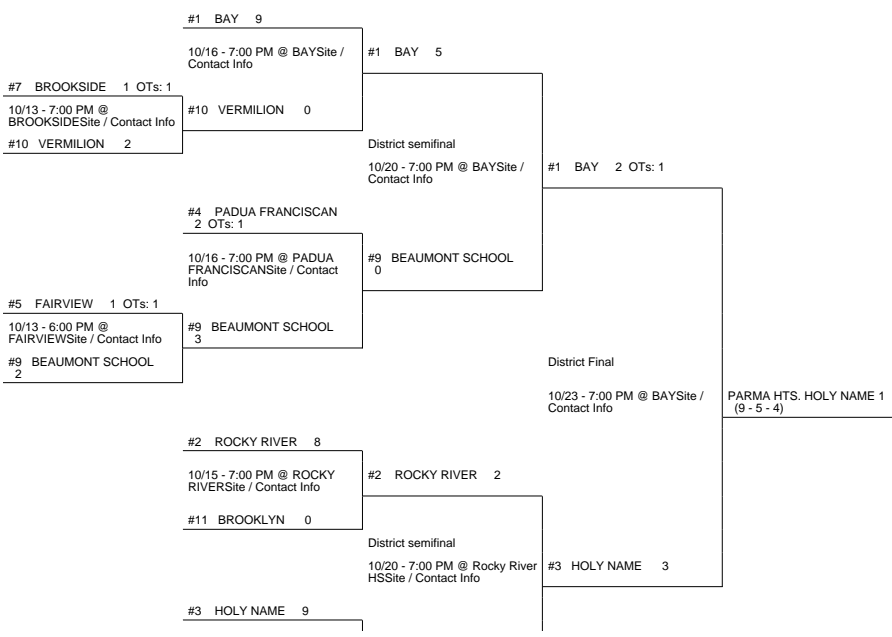 #1 BAY 9
10/16 - 7:00 PM @ BAYSite /
Contact Info
#1 BAY 5
#7 BROOKSIDE 1 OTs: 1
10/13 - 7:00 PM @
BROOKSIDESite / Contact Info
#10 VERMILION 0
#10 VERMILION 2
District semifinal
10/20 - 7:00 PM @ BAYSite /
Contact Info
#1 BAY 2 OTs: 1
#4 PADUA FRANCISCAN
2 OTs: 1
10/16 - 7:00 PM @ PADUA
FRANCISCANSite / Contact
Info
#9 BEAUMONT SCHOOL
0
#5 FAIRVIEW 1 OTs: 1
10/13 - 6:00 PM @
FAIRVIEWSite / Contact Info
#9 BEAUMONT SCHOOL
3
#9 BEAUMONT SCHOOL
2
District Final
10/23 - 7:00 PM @ BAYSite /
Contact Info
PARMA HTS. HOLY NAME 1
(9 - 5 - 4)
#2 ROCKY RIVER 8
10/15 - 7:00 PM @ ROCKY
RIVERSite / Contact Info
#2 ROCKY RIVER 2
#11 BROOKLYN 0
District semifinal
10/20 - 7:00 PM @ Rocky River
HSSite / Contact Info
#3 HOLY NAME 3
#3 HOLY NAME 9